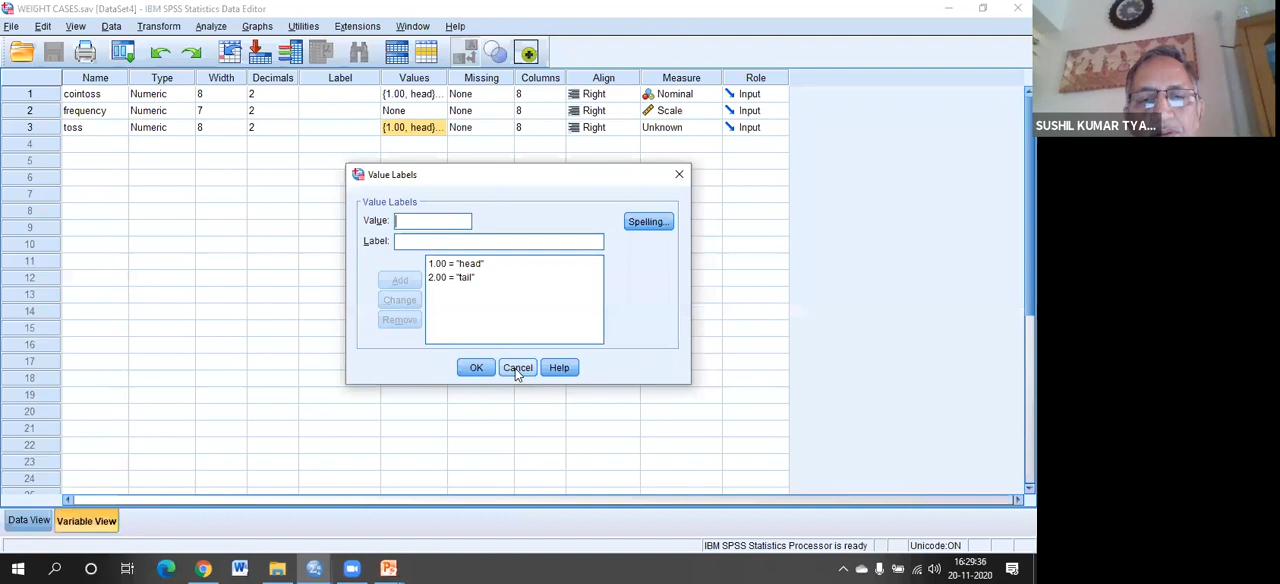 WEIGHT CASES.sav [DataSet4] - IBM SPSS Statistics Data Editor
File Edit View Data Transform Analyze Graphs Utilities Extensions Window Help
Name Type Width Decimals Label Values Missing Columns Align Measure Role
1 cointoss Numeric 8 2 {1.00, head}... None 8 Right Nominal Input
2 frequency Numeric 7 2 None None 8 Right Scale Input
3 toss Numeric 8 2 {1.00, head}... None 8 Right Unknown Input
4
5
6
7
8
9
10
11
12
13
14
15
16
17
18
19
20
21
22
23
24
Value Labels
Value Labels
Value:
Spelling...
Label:
1.00 = "head"
2.00 = "tail"
Add
Change
Remove
OK Cancel Help
Data View Variable View
IBM SPSS Statistics Processor is ready Unicode:ON
16:29:36
20-11-2020
SUSHIL KUMAR TYA...